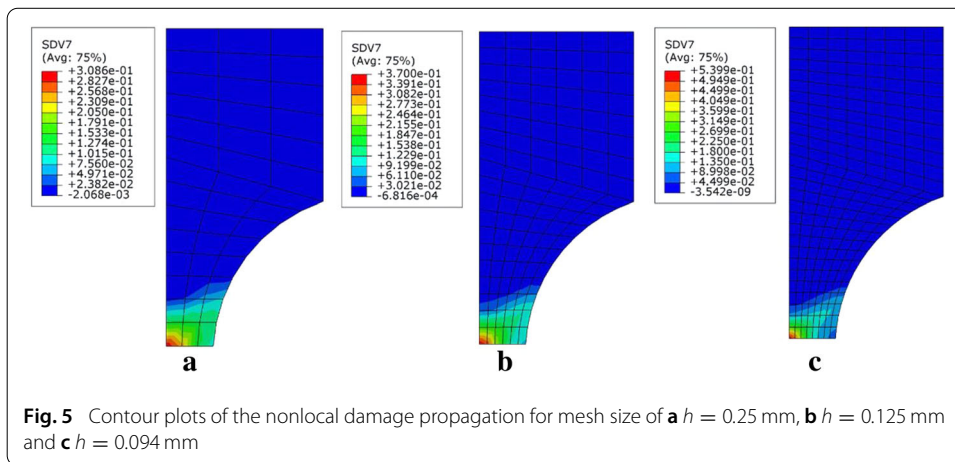 SDV7
(Avg: 75%)
+3.086e-01
+2.827e-01
+2.568e-01
+2.309e-01
+2.050e-01
+1.791e-01
+1.533e-01
+1.274e-01
+1.015e-01
+7.560e-02
+4.971e-02
+2.382e-02
-2.068e-03
SDV7
(Avg: 75%)
+3.700e-01
+3.391e-01
+3.082e-01
+2.773e-01
+2.464e-01
+2.155e-01
+1.847e-01
+1.538e-01
+1.229e-01
+9.199e-02
+6.110e-02
+3.021e-02
-6.816e-04
SDV7
(Avg: 75%)
+5.399e-01
+4.949e-01
+4.499e-01
+4.049e-01
+3.599e-01
+3.149e-01
+2.699e-01
+2.250e-01
+1.800e-01
+1.350e-01
+8.998e-02
+4.499e-02
-3.542e-09
a
b
c
Fig. 5 Contour plots of the nonlocal damage propagation for mesh size of a h = 0.25 mm, b h = 0.125 mm
and c h = 0.094 mm